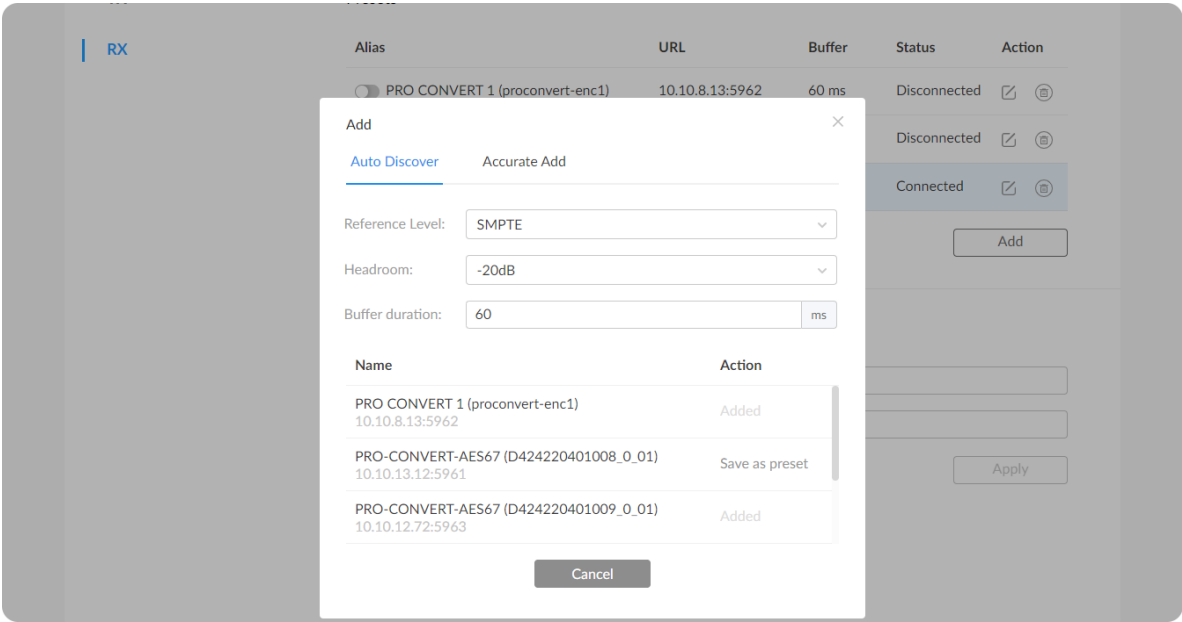 RX
Alias URL Buffer Status Action
PRO CONVERT 1 (proconvert-enc1) 10.10.8.13:5962 60 ms Disconnected
Disconnected
Connected
Add
Apply
Add
Auto Discover Accurate Add
Reference Level: SMPTE
Headroom: -20dB
Buffer duration: 60 ms
Name Action
PRO CONVERT 1 (proconvert-enc1)
10.10.8.13:5962
Added
PRO-CONVERT-AES67 (D424220401008_0_01)
10.10.13.12:5961
Save as preset
PRO-CONVERT-AES67 (D424220401009_0_01)
10.10.12.72:5963
Added
Cancel